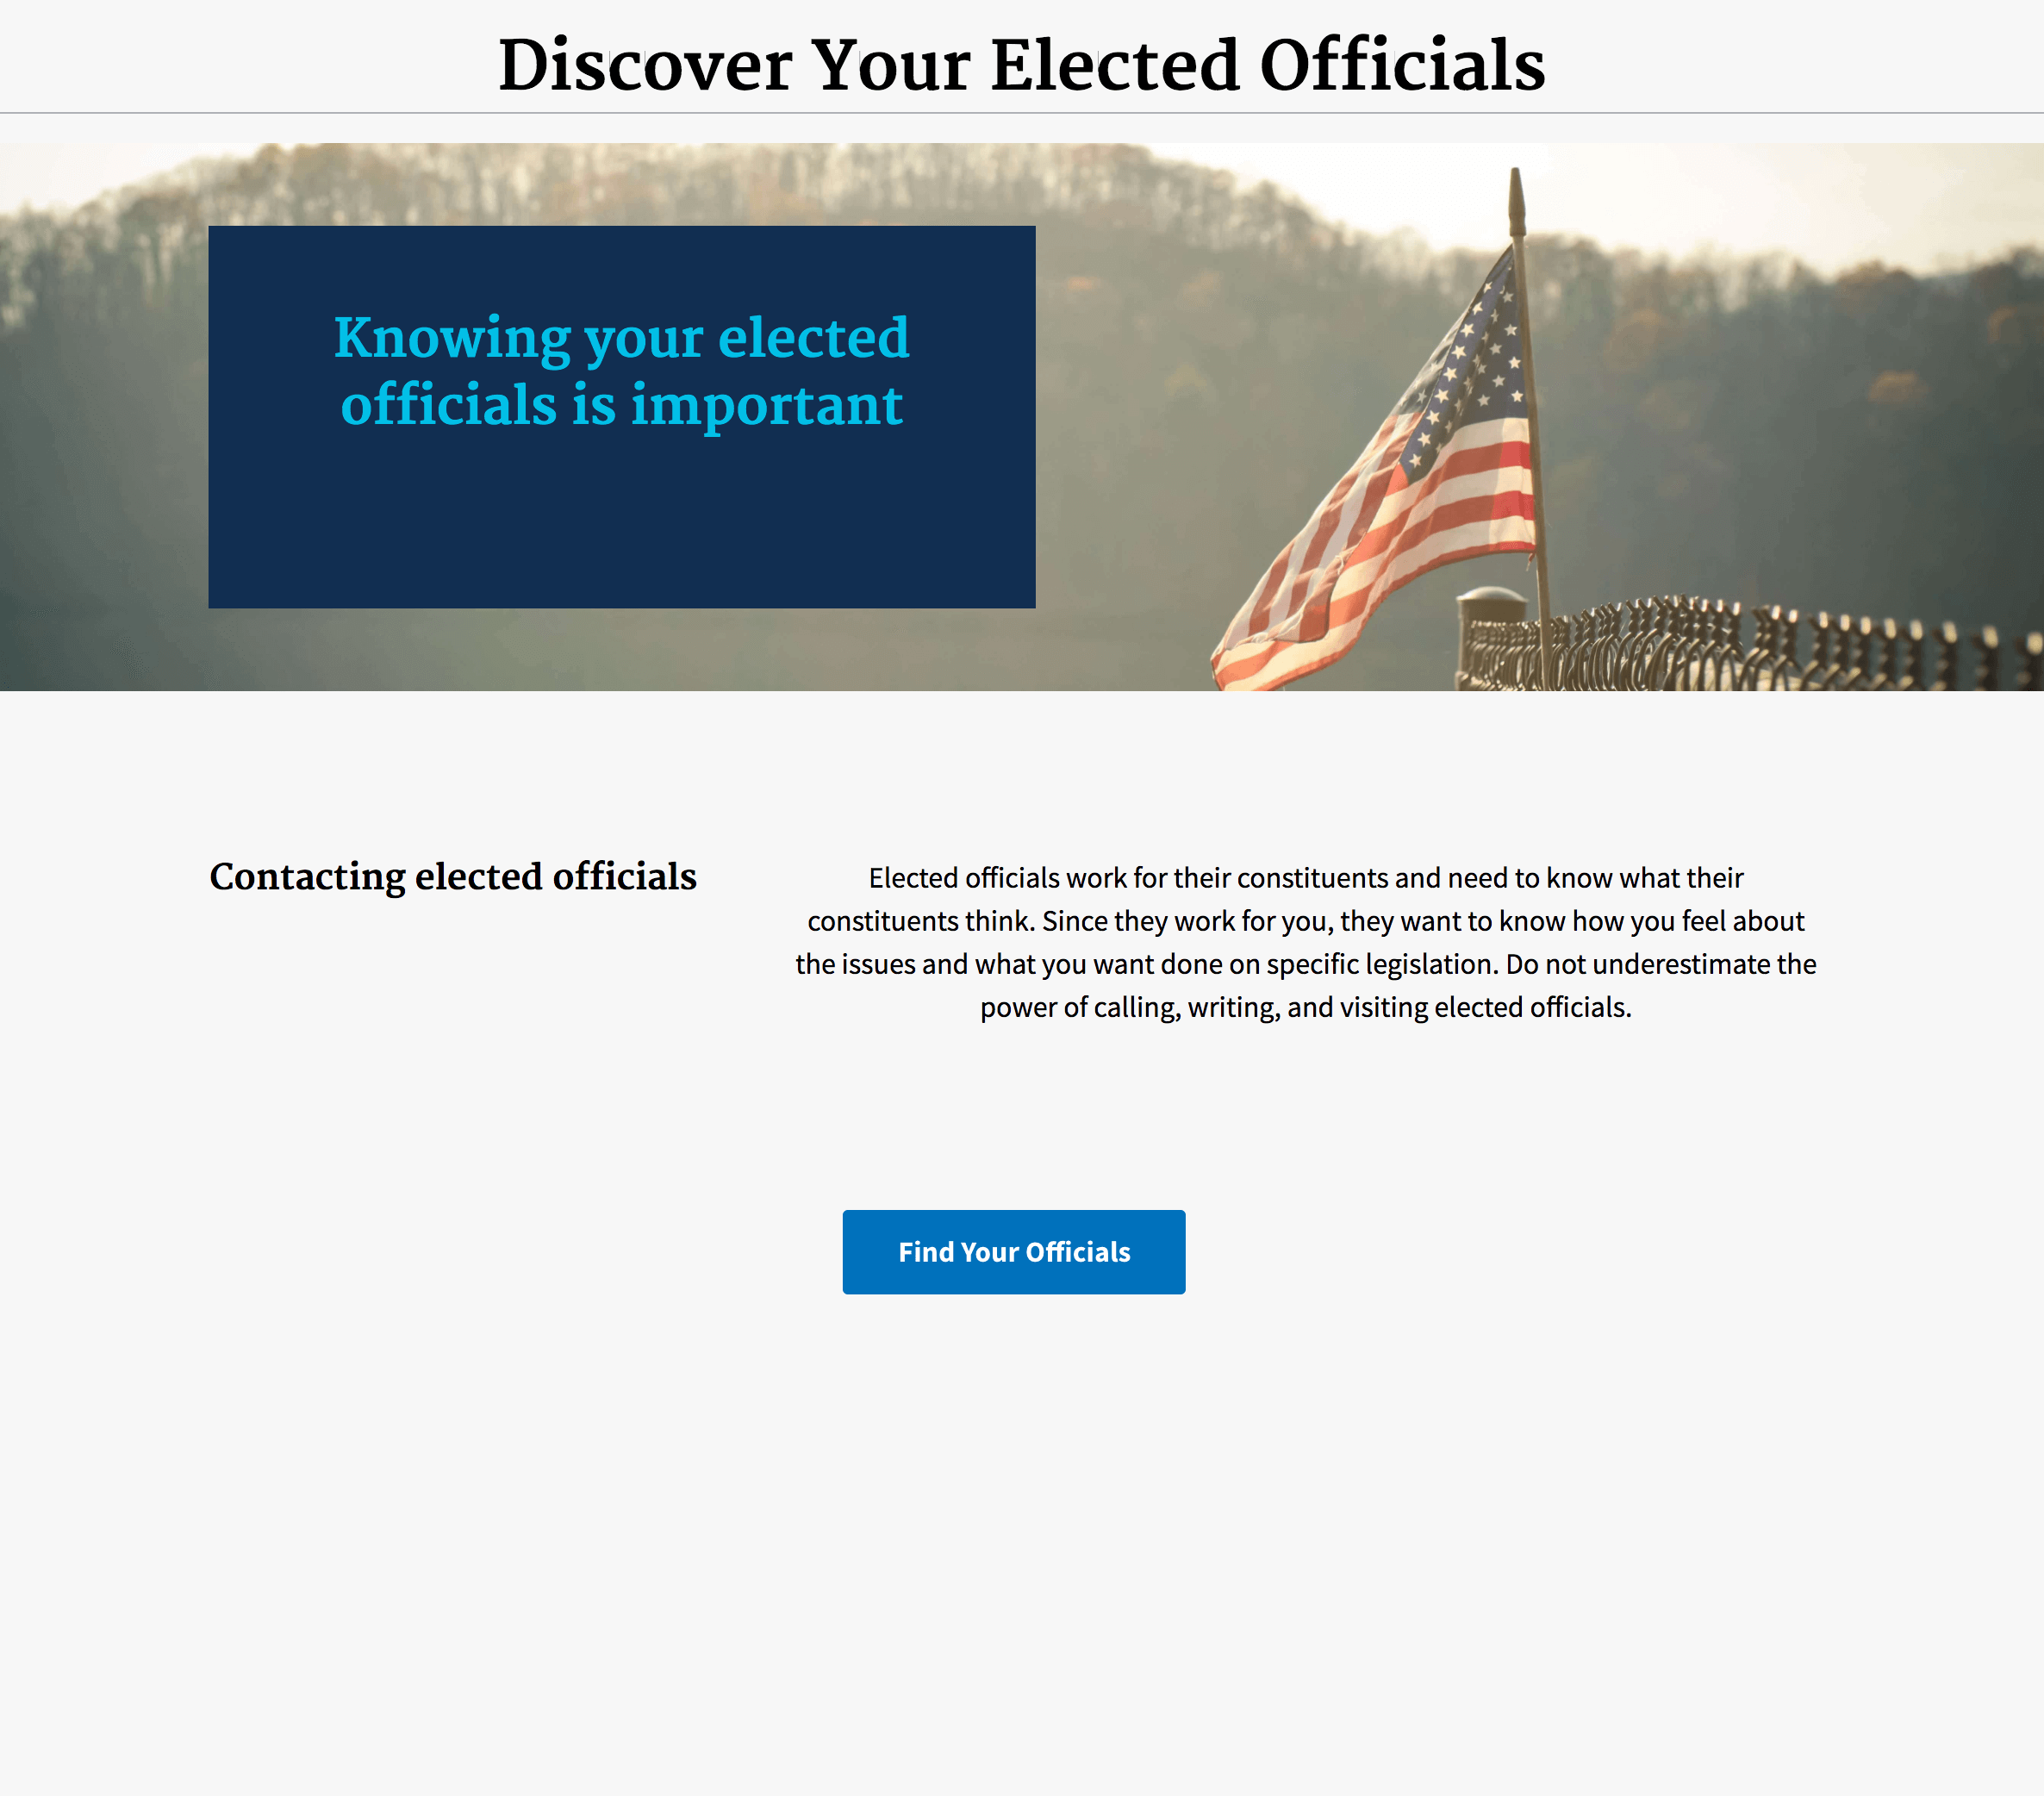 Discover Your Elected Officials
Knowing your elected
officials is important
Contacting elected officials
Elected officials work for their constituents and need to know what their
constituents think. Since they work for you, they want to know how you feel about
the issues and what you want done on specific legislation. Do not underestimate the
power of calling, writing, and visiting elected officials.
Find Your Officials